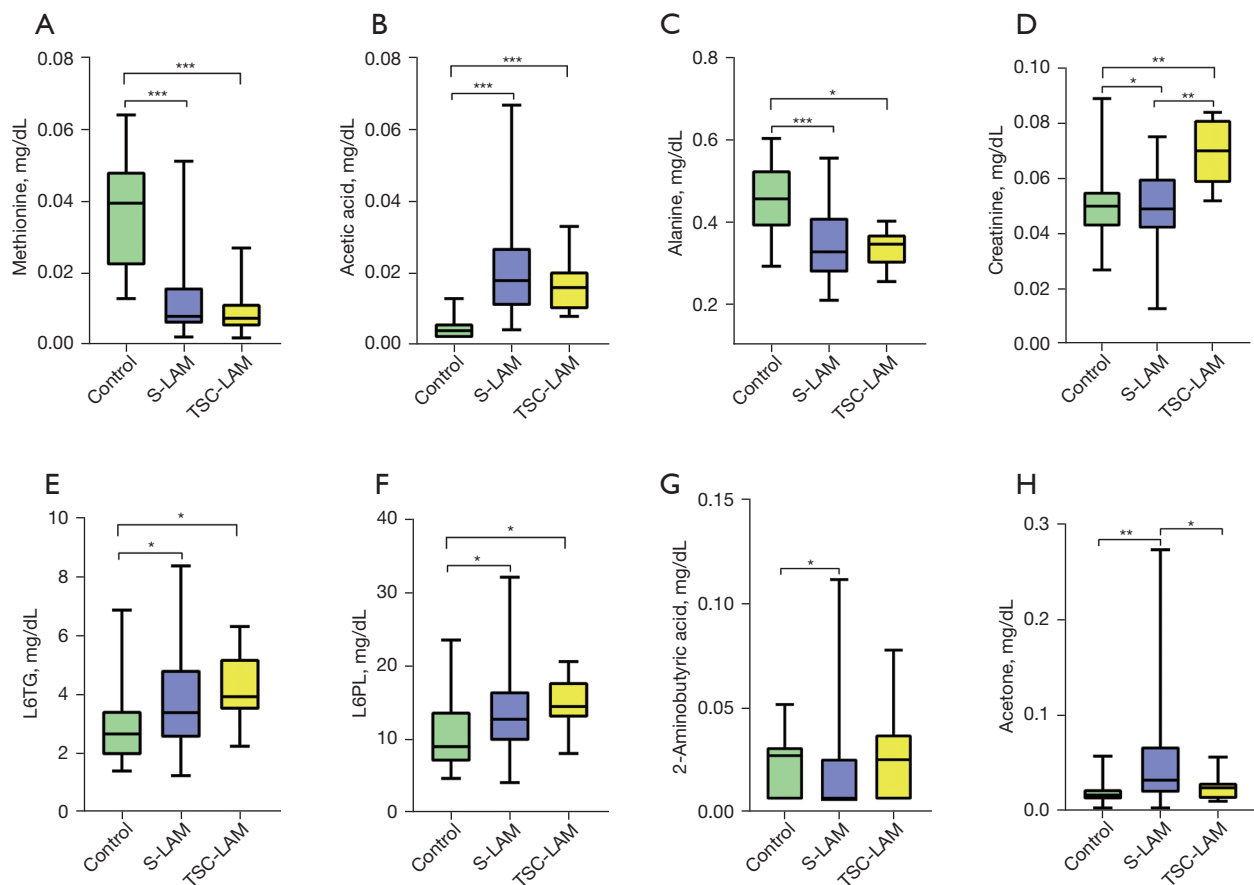 A
Methionine, mg/dL
0.08
0.06
0.04
0.02
0.00
***
***
Control
S-LAM
TSC-LAM
B
Acetic acid, mg/dL
0.08
0.06
0.04
0.02
0.00
***
***
Control
S-LAM
TSC-LAM
C
Alanine, mg/dL
0.8
0.6
0.4
0.2
*
***
Control
S-LAM
TSC-LAM
D
Creatinine, mg/dL
0.10
0.08
0.06
0.04
0.02
0.00
**
*
**
Control
S-LAM
TSC-LAM
E
L6TG, mg/dL
10
8
6
4
2
0
*
*
Control
S-LAM
TSC-LAM
F
L6PL, mg/dL
40
30
20
10
0
*
*
Control
S-LAM
TSC-LAM
G
2-Aminobutyric acid, mg/dL
0.15
0.10
0.05
0.00
*
Control
S-LAM
TSC-LAM
H
Acetone, mg/dL
0.3
0.2
0.1
0.0
**
*
Control
S-LAM
TSC-LAM